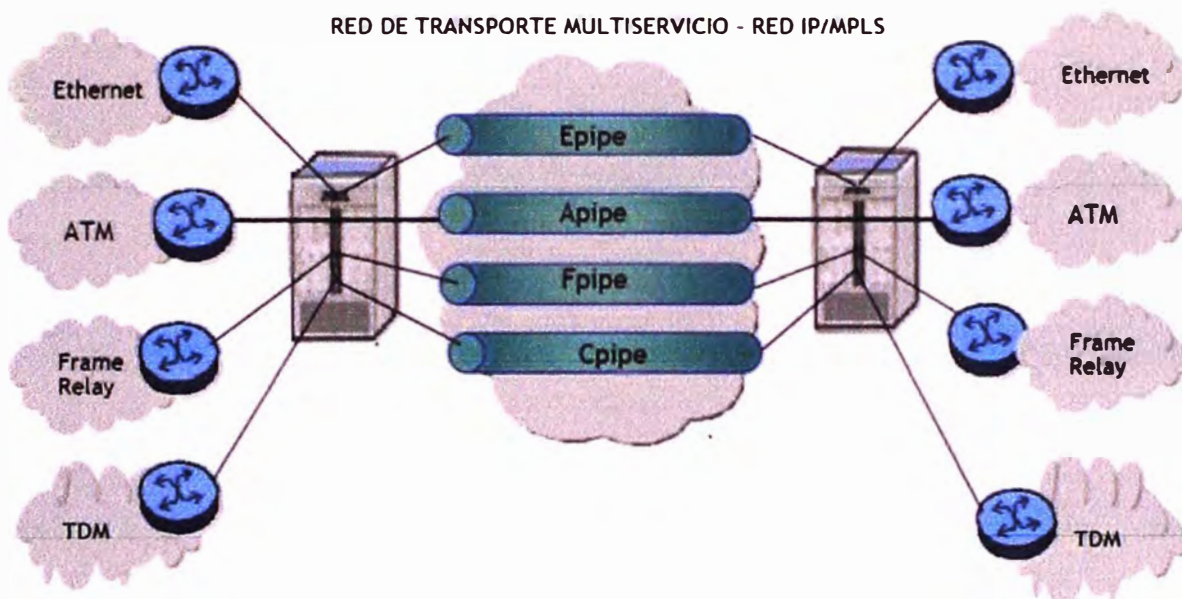 RED DE TRANSPORTE MULTISERVICIO - RED IP/MPLS
Ethernet
Ethernet
Epipe
ATM
Apipe
ATM
Fpipe
Frame
Relay
Cpipe
Frame
Relay
TDM
TDM